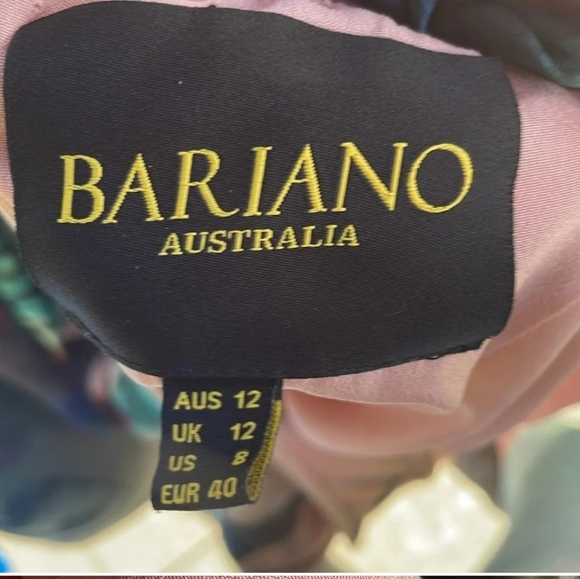 BARIANO
AUSTRALIA
AUS 12
UK 12
US 8
EUR 40